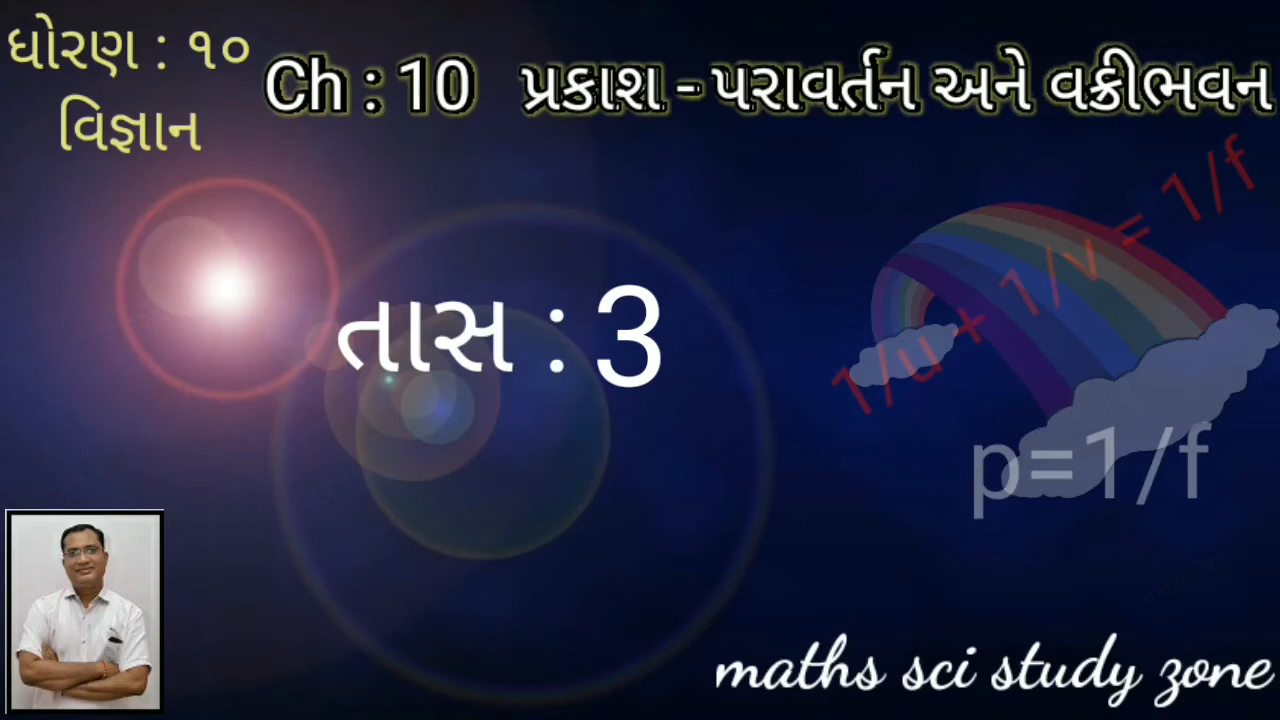 ધોરણ : ૧૦
વિજ્ઞાન
Ch : 10 પ્રકાશ - પરાવર્તન અને વક્રીભવન
તાસ : 3
1/u + 1/v = 1/f
p=1/f
maths sci study zone